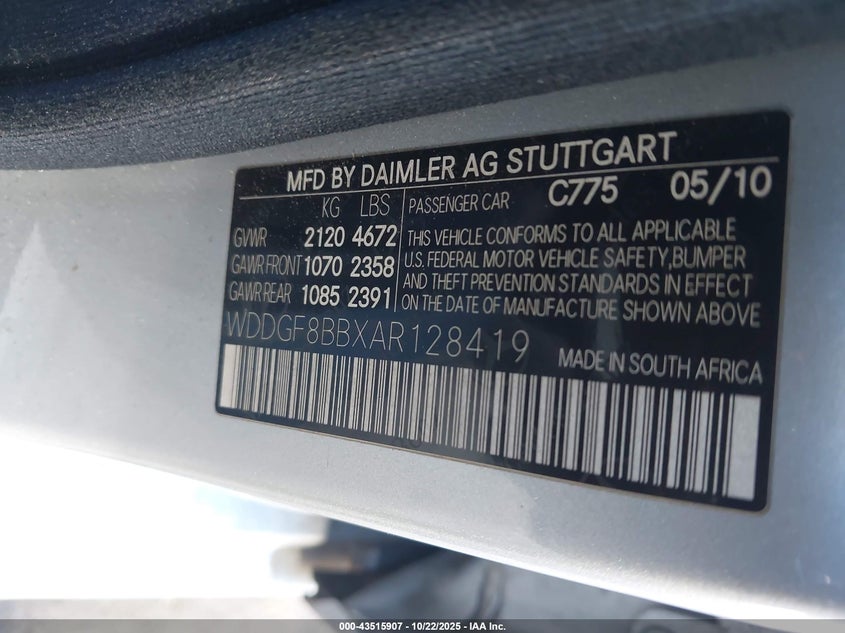 MFD BY DAIMLER AG STUTTGART
KG LBS PASSENGER CAR C775 05/10
GVWR 2120 4672 THIS VEHICLE CONFORMS TO ALL APPLICABLE
GAWR FRONT 1070 2358 U.S. FEDERAL MOTOR VEHICLE SAFETY,BUMPER
GAWR REAR 1085 2391 AND THEFT PREVENTION STANDARDS IN EFFECT
ON THE DATE OF MANUFACTURE SHOWN ABOVE
WDDGF8BBXAR128419 MADE IN SOUTH AFRICA
000-43515907 - 10/22/2025 - IAA Inc.